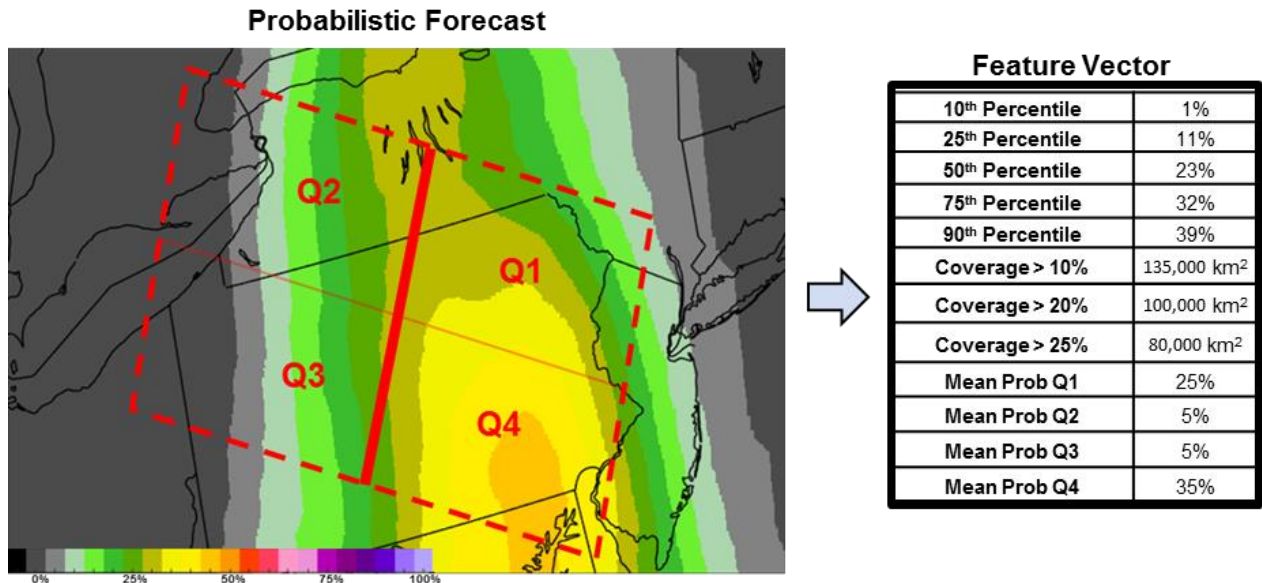 Probabilistic Forecast
Q2
Q1
Q3
Q4
0% 25% 50% 75% 100%
Feature Vector
10th Percentile 1%
25th Percentile 11%
50th Percentile 23%
75th Percentile 32%
90th Percentile 39%
Coverage > 10% 135,000 km²
Coverage > 20% 100,000 km²
Coverage > 25% 80,000 km²
Mean Prob Q1 25%
Mean Prob Q2 5%
Mean Prob Q3 5%
Mean Prob Q4 35%